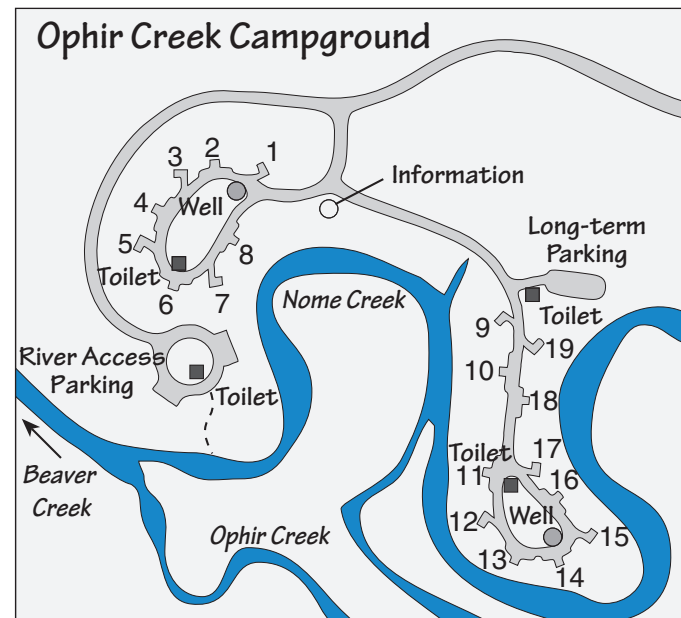 Ophir Creek Campground
1
2
3
4
Well
5
8
Toilet
6
7
Information
Long-term
Parking
Toilet
Nome Creek
9
19
10
18
River Access
Parking
Toilet
Toilet
17
11
16
Beaver
Creek
Well
12
15
Ophir Creek
13
14